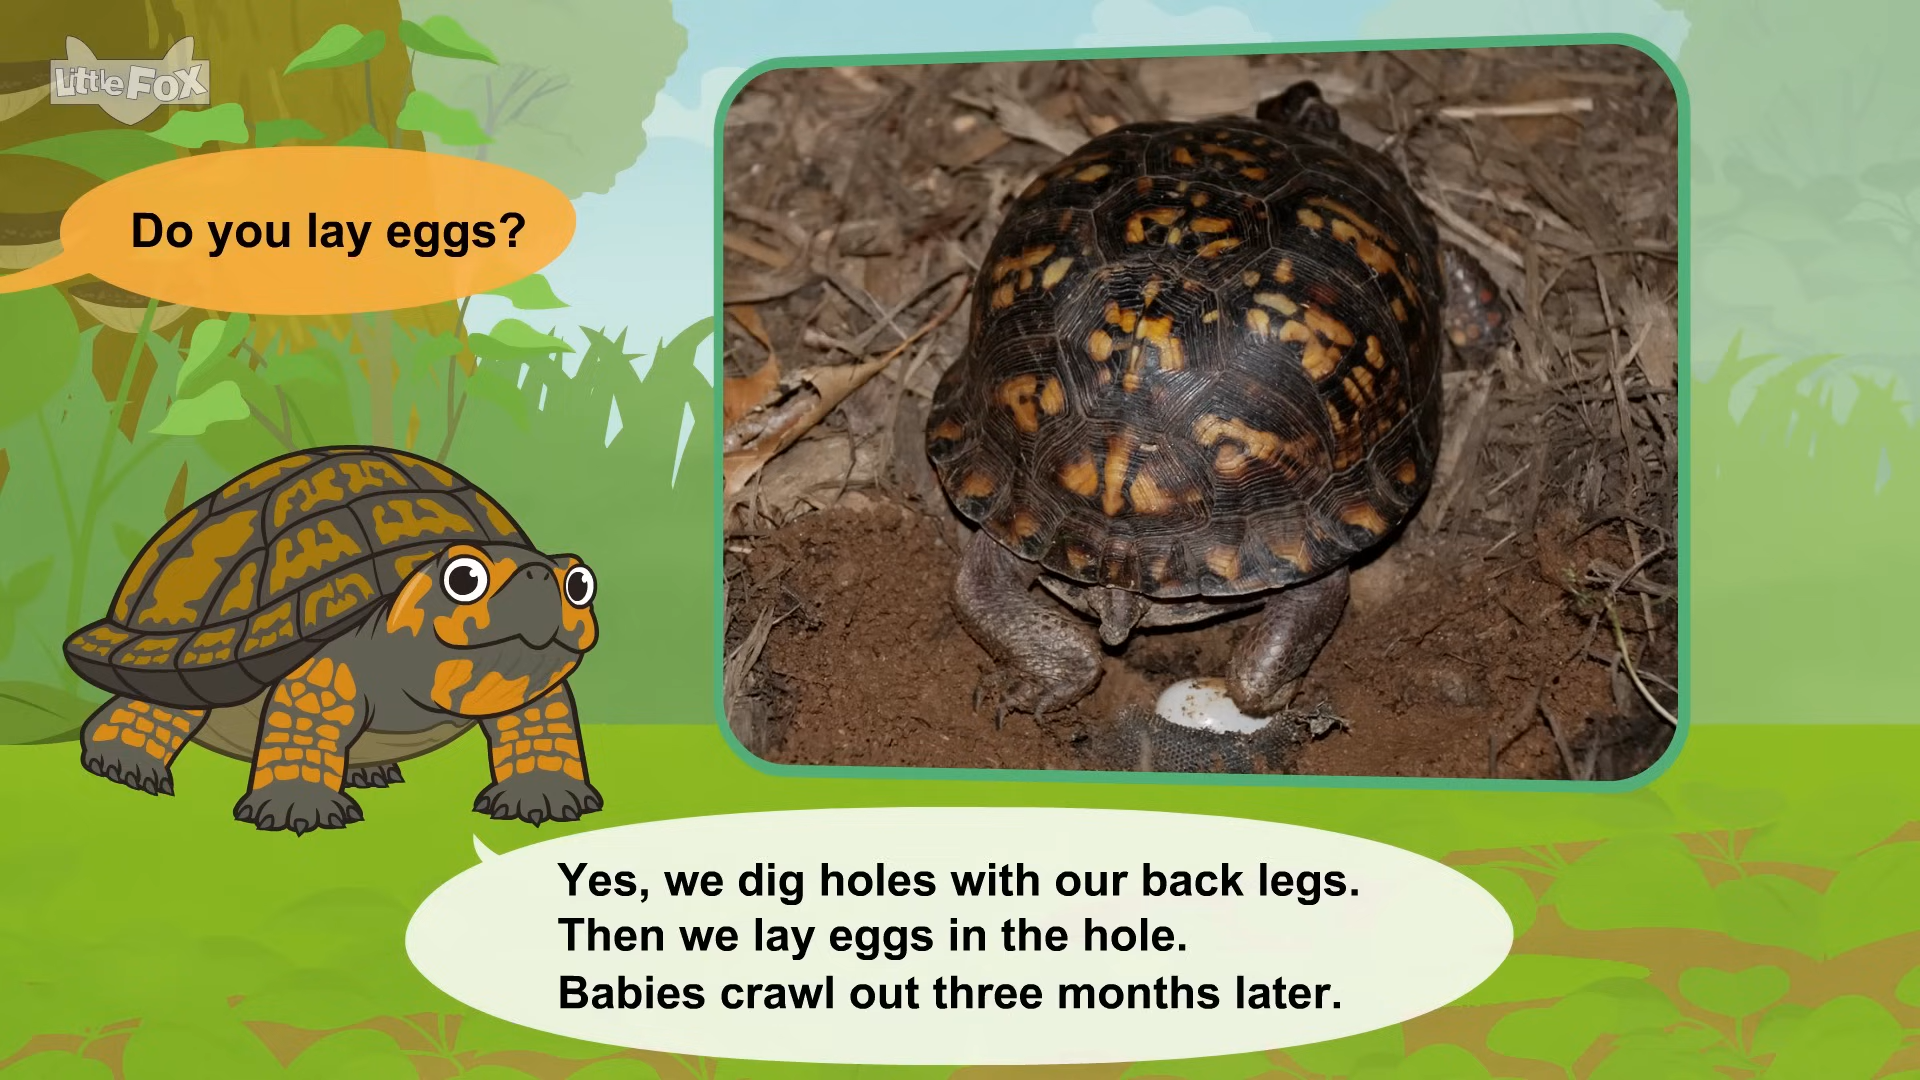 Little Fox
Do you lay eggs?
Yes, we dig holes with our back legs.
Then we lay eggs in the hole.
Babies crawl out three months later.